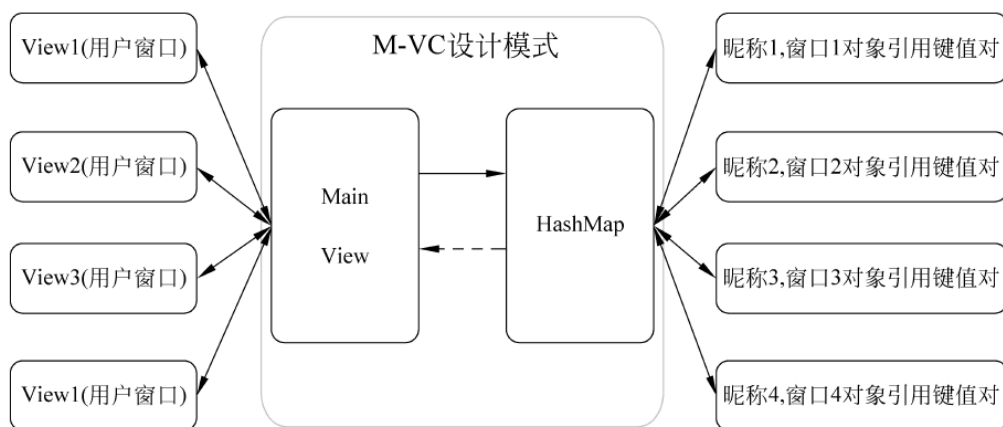 M-VC设计模式
View1(用户窗口)
View2(用户窗口)
View3(用户窗口)
View1(用户窗口)
Main
View
HashMap
昵称1,窗口1对象引用键值对
昵称2,窗口2对象引用键值对
昵称3,窗口3对象引用键值对
昵称4,窗口4对象引用键值对